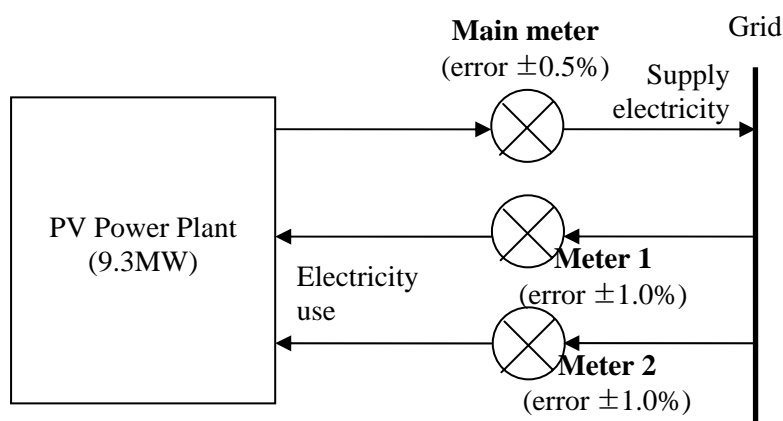 Grid
Main meter
(error ±0.5%)
Supply
electricity
PV Power Plant
(9.3MW)
Electricity
use
Meter 1
(error ±1.0%)
Meter 2
(error ±1.0%)